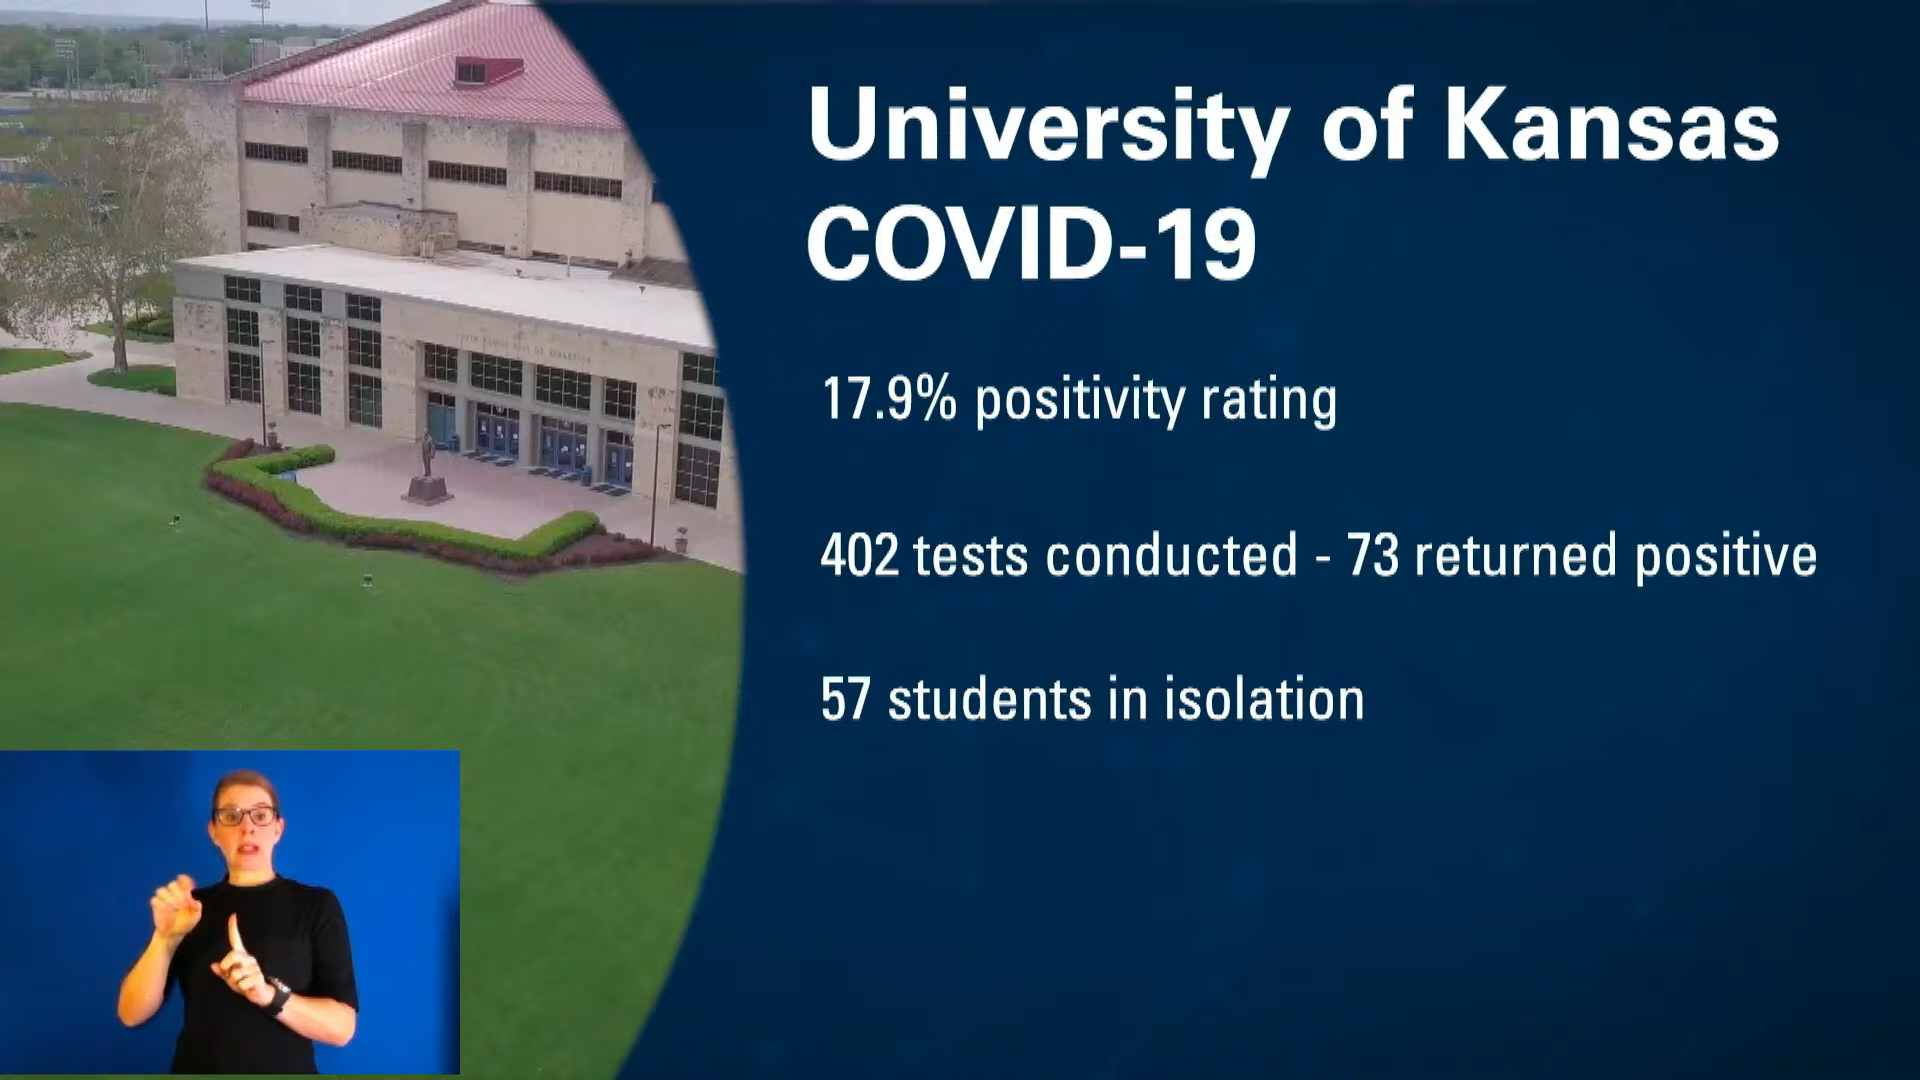 University of Kansas
COVID-19
17.9% positivity rating
402 tests conducted - 73 returned positive
57 students in isolation